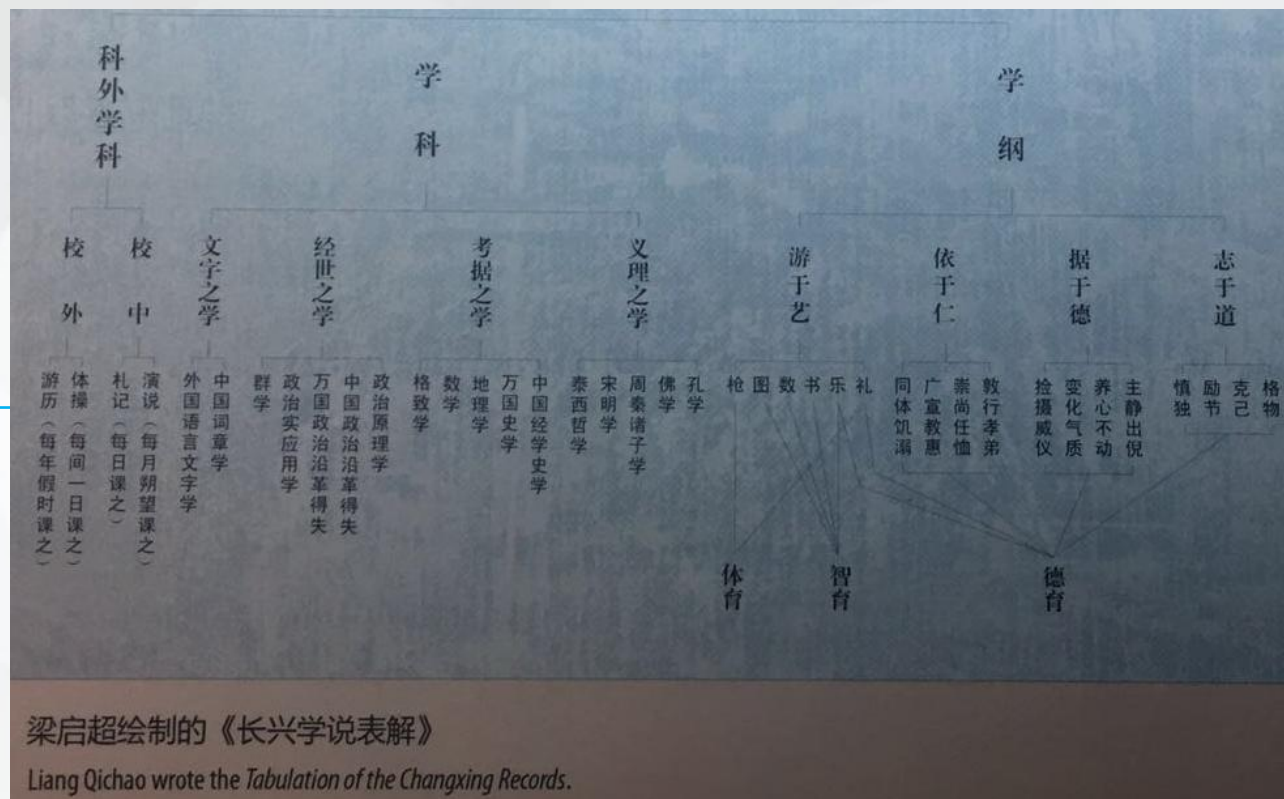 学纲
学科
科外学科
志于道
据于德
依于仁
游于艺
义理之学
考据之学
经世之学
文字之学
校中
校外
格物
克己
励节
慎独
主静出倪
养心不动
变化气质
捡摄威仪
敦行孝弟
崇尚任恤
广宣教惠
同体饥溺
礼
乐
书
数
图
枪
孔学
佛学
周秦诸子学
宋明学
泰西哲学
中国经学史学
万国史学
地理学
数学
格致学
政治原理学
中国政治沿革得失
万国政治沿革得失
政治实应用学
群学
中国词章学
外国语言文字学
演说（每月朔望课之）
札记（每日课之）
体操（每间一日课之）
游历（每年假时课之）
德育
智育
体育
梁启超绘制的《长兴学说表解》
Liang Qichao wrote the Tabulation of the Changxing Records.